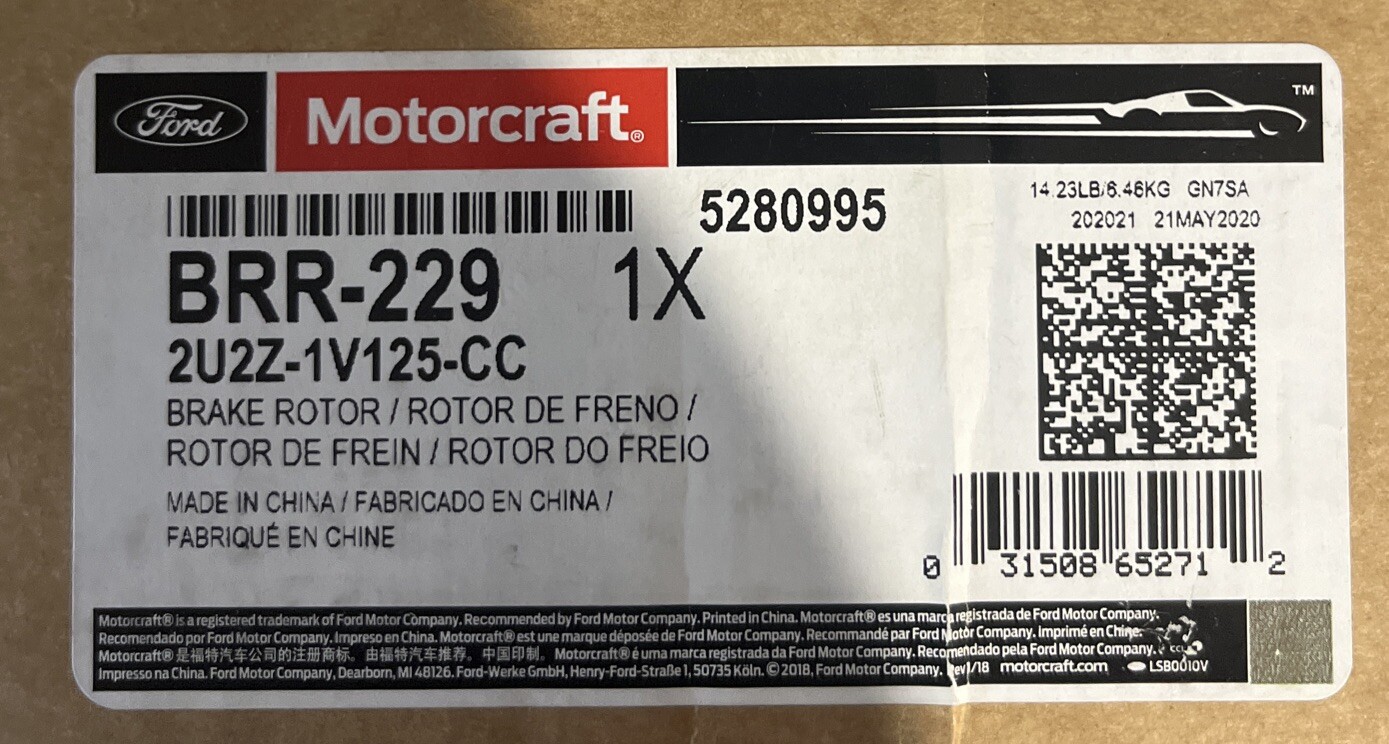 Ford Motorcraft® TM
5280995
14.23LB/6.46KG GN7SA
202021 21MAY2020
BRR-229 1X
2U2Z-1V125-CC
BRAKE ROTOR / ROTOR DE FRENO /
ROTOR DE FREIN / ROTOR DO FREIO
MADE IN CHINA / FABRICADO EN CHINA /
FABRIQUÉ EN CHINE
0 31508 65271 2
Motorcraft® is a registered trademark of Ford Motor Company. Recommended by Ford Motor Company. Printed in China. Motorcraft® es una marca registrada de Ford Motor Company.
Recomendado por Ford Motor Company. Impreso en China. Motorcraft® est une marque déposée de Ford Motor Company. Recommandé par Ford Motor Company. Imprimé en Chine.
Motorcraft® 是福特汽车公司的注册商标。由福特汽车推荐。中国印制。Motorcraft® é uma marca registrada da Ford Motor Company. Recomendado pela Ford Motor Company.
Impresso na China. Ford Motor Company, Dearborn, MI 48126. Ford-Werke GmbH, Henry-Ford-Straße 1, 50735 Köln. © 2018, Ford Motor Company. Rev1/18 motorcraft.com LSB0010V